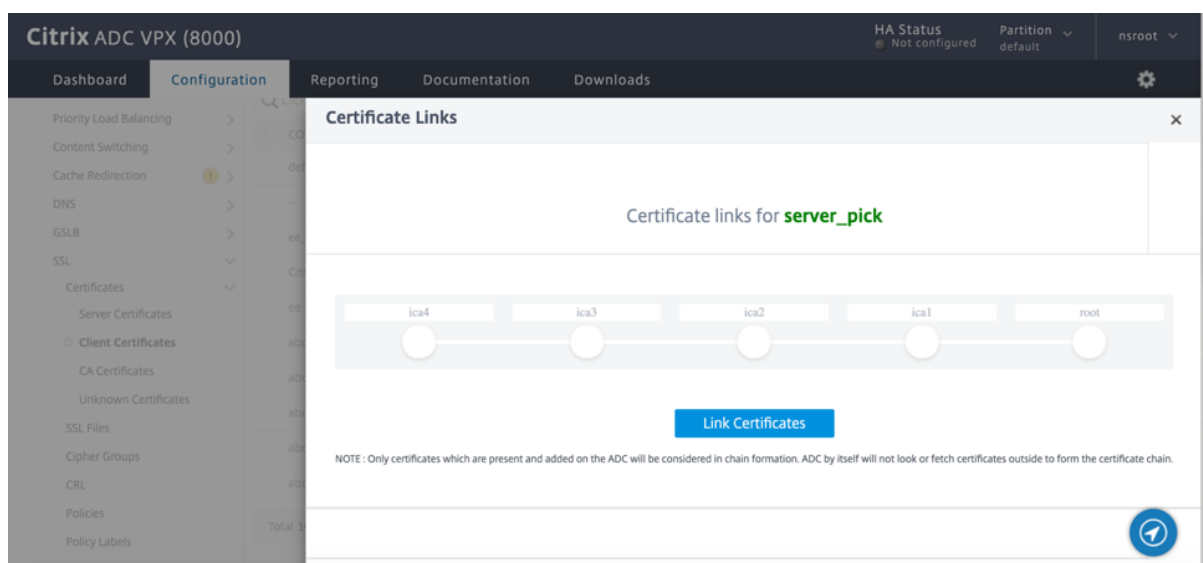 Citrix ADC VPX (8000)
HA Status
Not configured
Partition
default
nsroot
Dashboard
Configuration
Reporting
Documentation
Downloads
Priority Load Balancing
Content Switching
Cache Redirection
DNS
GSLB
SSL
Certificates
Server Certificates
Client Certificates
CA Certificates
Unknown Certificates
SSL Files
Cipher Groups
CRL
Policies
Policy Labels
Total
Certificate Links
Certificate links for server_pick
ica4
ica3
ica2
ica1
root
Link Certificates
NOTE : Only certificates which are present and added on the ADC will be considered in chain formation. ADC by itself will not look or fetch certificates outside to form the certificate chain.